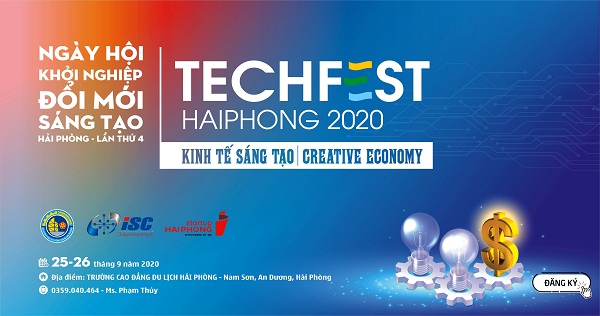 NGÀY HỘI
KHỞI NGHIỆP
ĐỔI MỚI
SÁNG TẠO
HẢI PHÒNG - LẦN THỨ 4
TECHFEST
HAIPHONG 2020
KINH TẾ SÁNG TẠO | CREATIVE ECONOMY
iSC
startup
HAIPHONG
25-26 tháng 9 năm 2020
Địa điểm: TRƯỜNG CAO ĐẲNG DU LỊCH HẢI PHÒNG - Nam Sơn, An Dương, Hải Phòng
0359.040.464 - Ms. Phạm Thủy
$
ĐĂNG KÝ